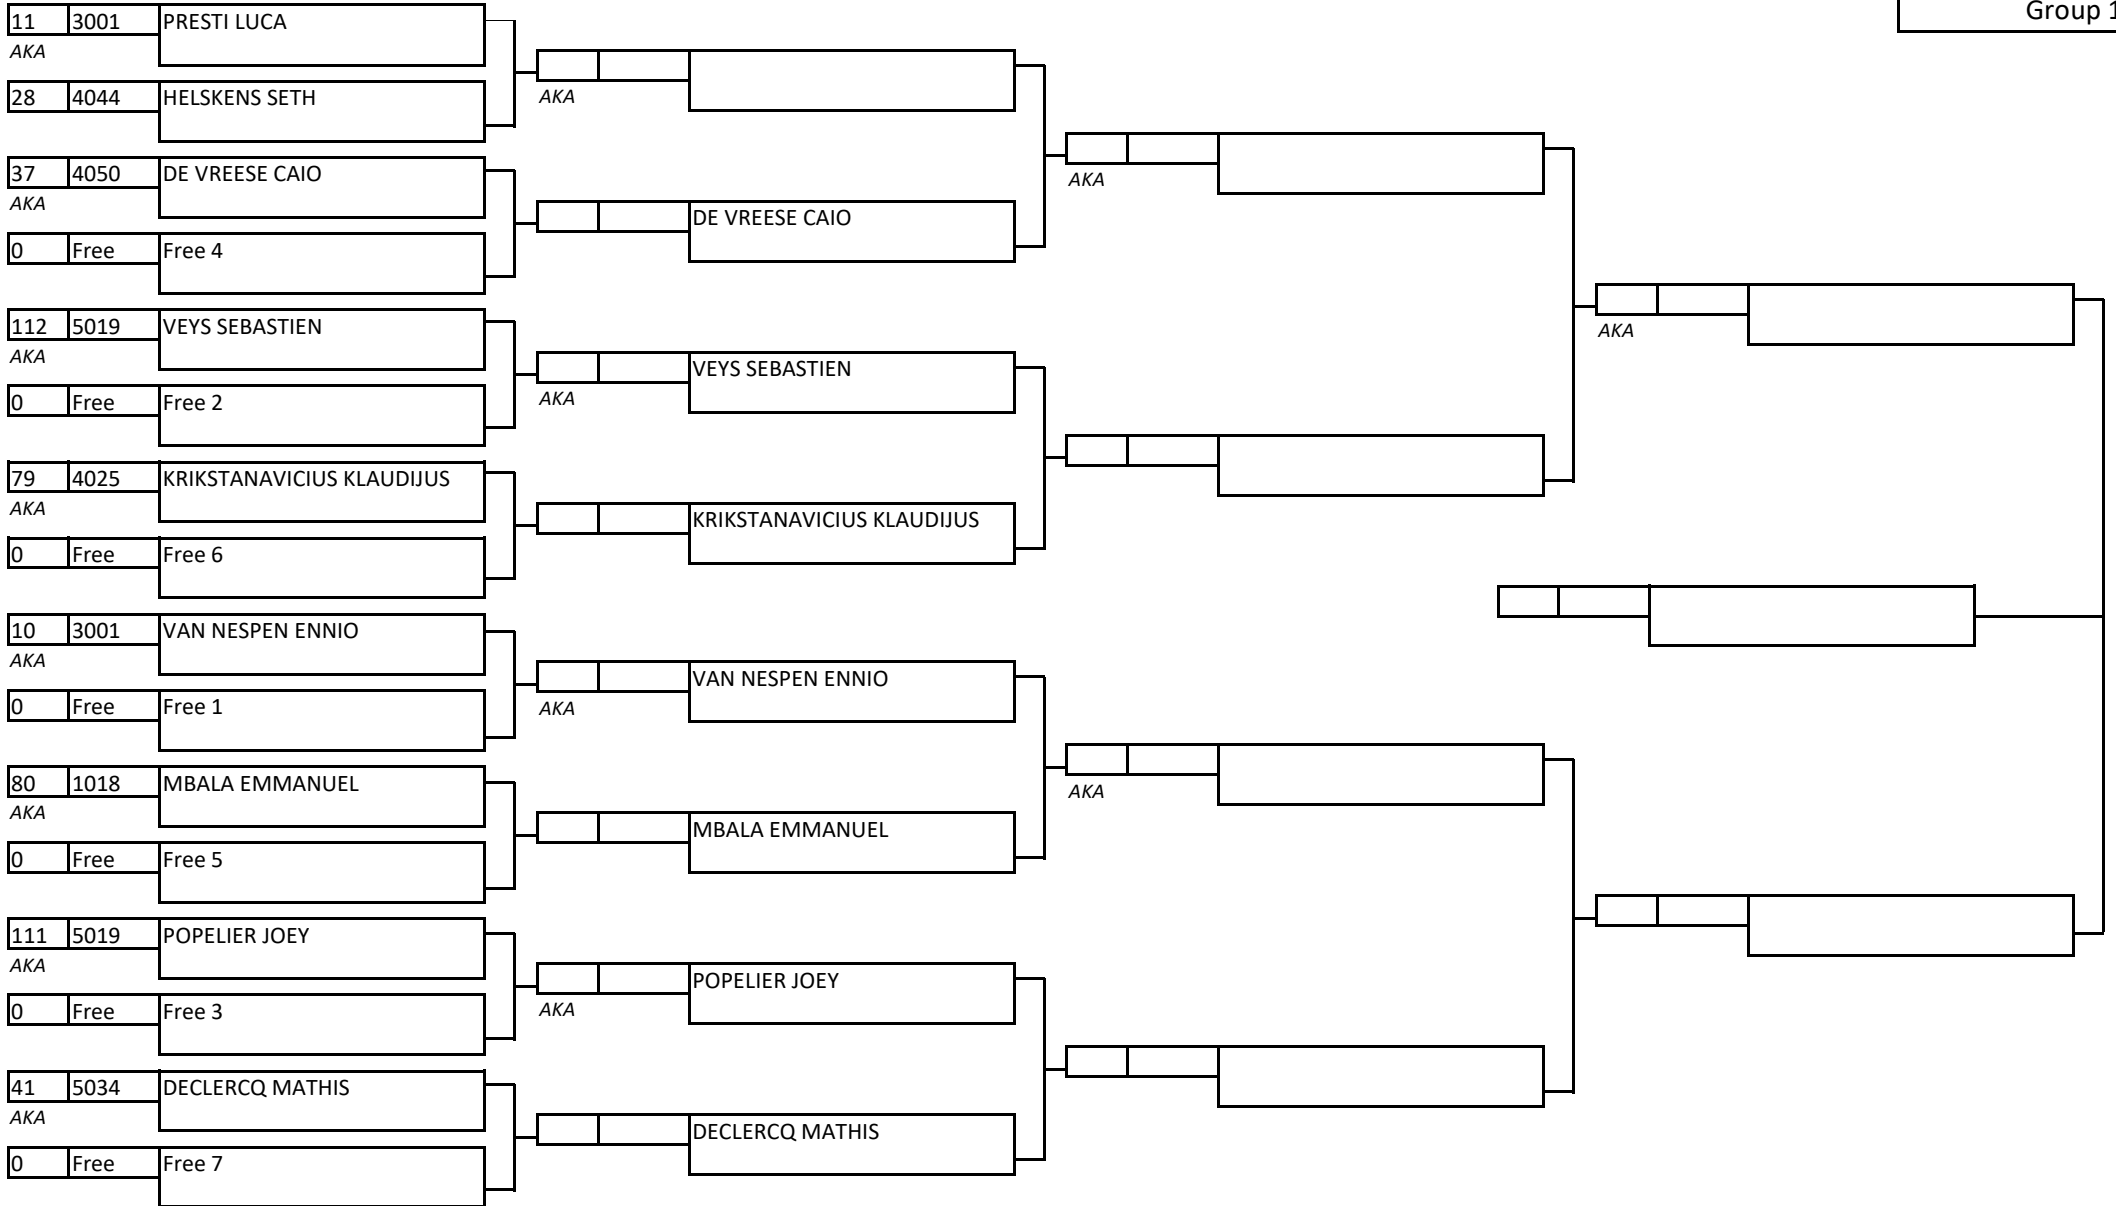 Group 1
11 3001 PRESTI LUCA
AKA
28 4044 HELSKENS SETH
AKA
37 4050 DE VREESE CAIO
AKA
0 Free Free 4
DE VREESE CAIO
AKA
112 5019 VEYS SEBASTIEN
AKA
0 Free Free 2
VEYS SEBASTIEN
AKA
AKA
79 4025 KRIKSTANAVICIUS KLAUDIJUS
AKA
0 Free Free 6
KRIKSTANAVICIUS KLAUDIJUS
10 3001 VAN NESPEN ENNIO
AKA
0 Free Free 1
VAN NESPEN ENNIO
AKA
80 1018 MBALA EMMANUEL
AKA
0 Free Free 5
MBALA EMMANUEL
AKA
111 5019 POPELIER JOEY
AKA
0 Free Free 3
POPELIER JOEY
AKA
41 5034 DECLERCQ MATHIS
AKA
0 Free Free 7
DECLERCQ MATHIS